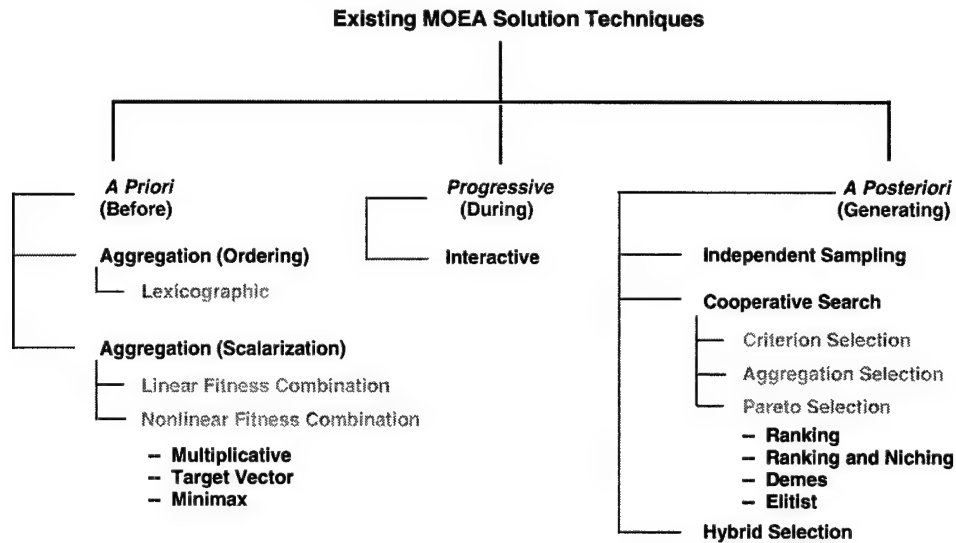 Existing MOEA Solution Techniques
A Priori
(Before)
Aggregation (Ordering)
Lexicographic
Aggregation (Scalarization)
Linear Fitness Combination
Nonlinear Fitness Combination
– Multiplicative
– Target Vector
– Minimax
Progressive
(During)
Interactive
A Posteriori
(Generating)
Independent Sampling
Cooperative Search
Criterion Selection
Aggregation Selection
Pareto Selection
– Ranking
– Ranking and Niching
– Demes
– Elitist
Hybrid Selection